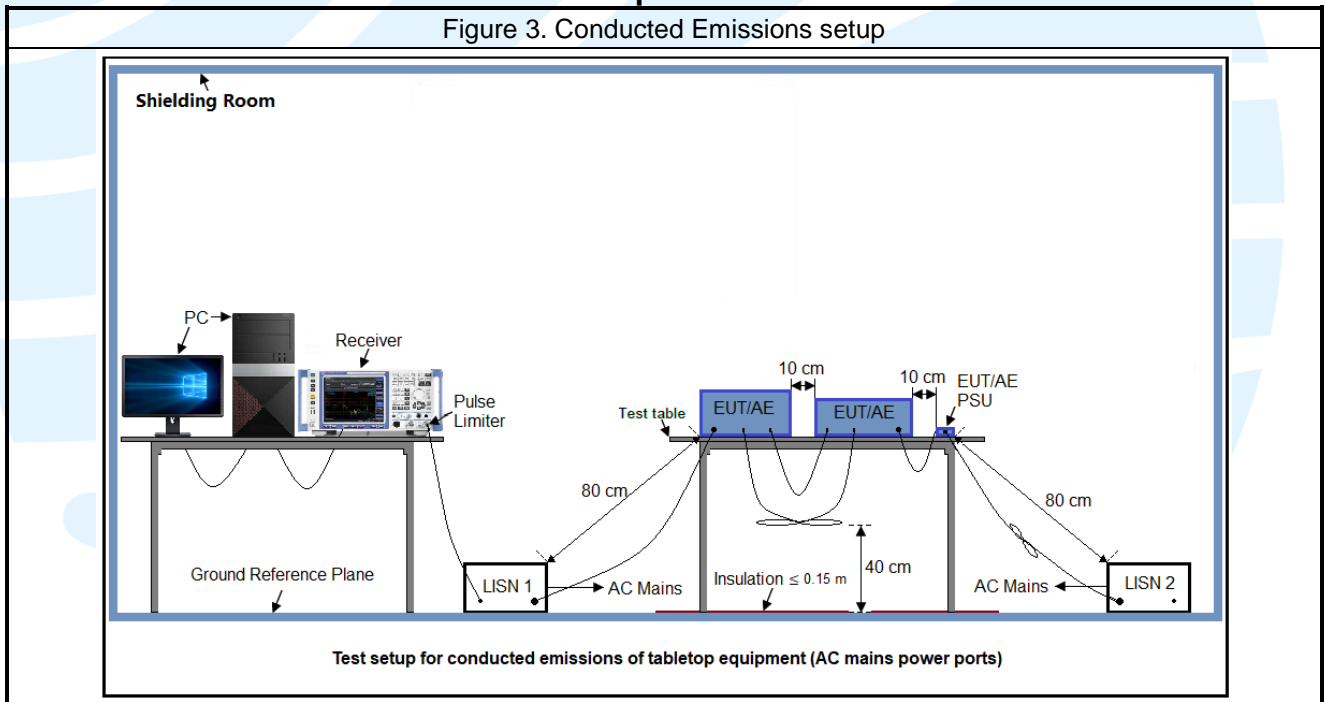 Figure 3. Conducted Emissions setup
Shielding Room
PC
Receiver
Pulse
Limiter
Test table
EUT/AE
10 cm
EUT/AE
10 cm
EUT/AE
PSU
80 cm
80 cm
40 cm
Ground Reference Plane
LISN 1
AC Mains
Insulation ≤ 0.15 m
AC Mains
LISN 2
Test setup for conducted emissions of tabletop equipment (AC mains power ports)